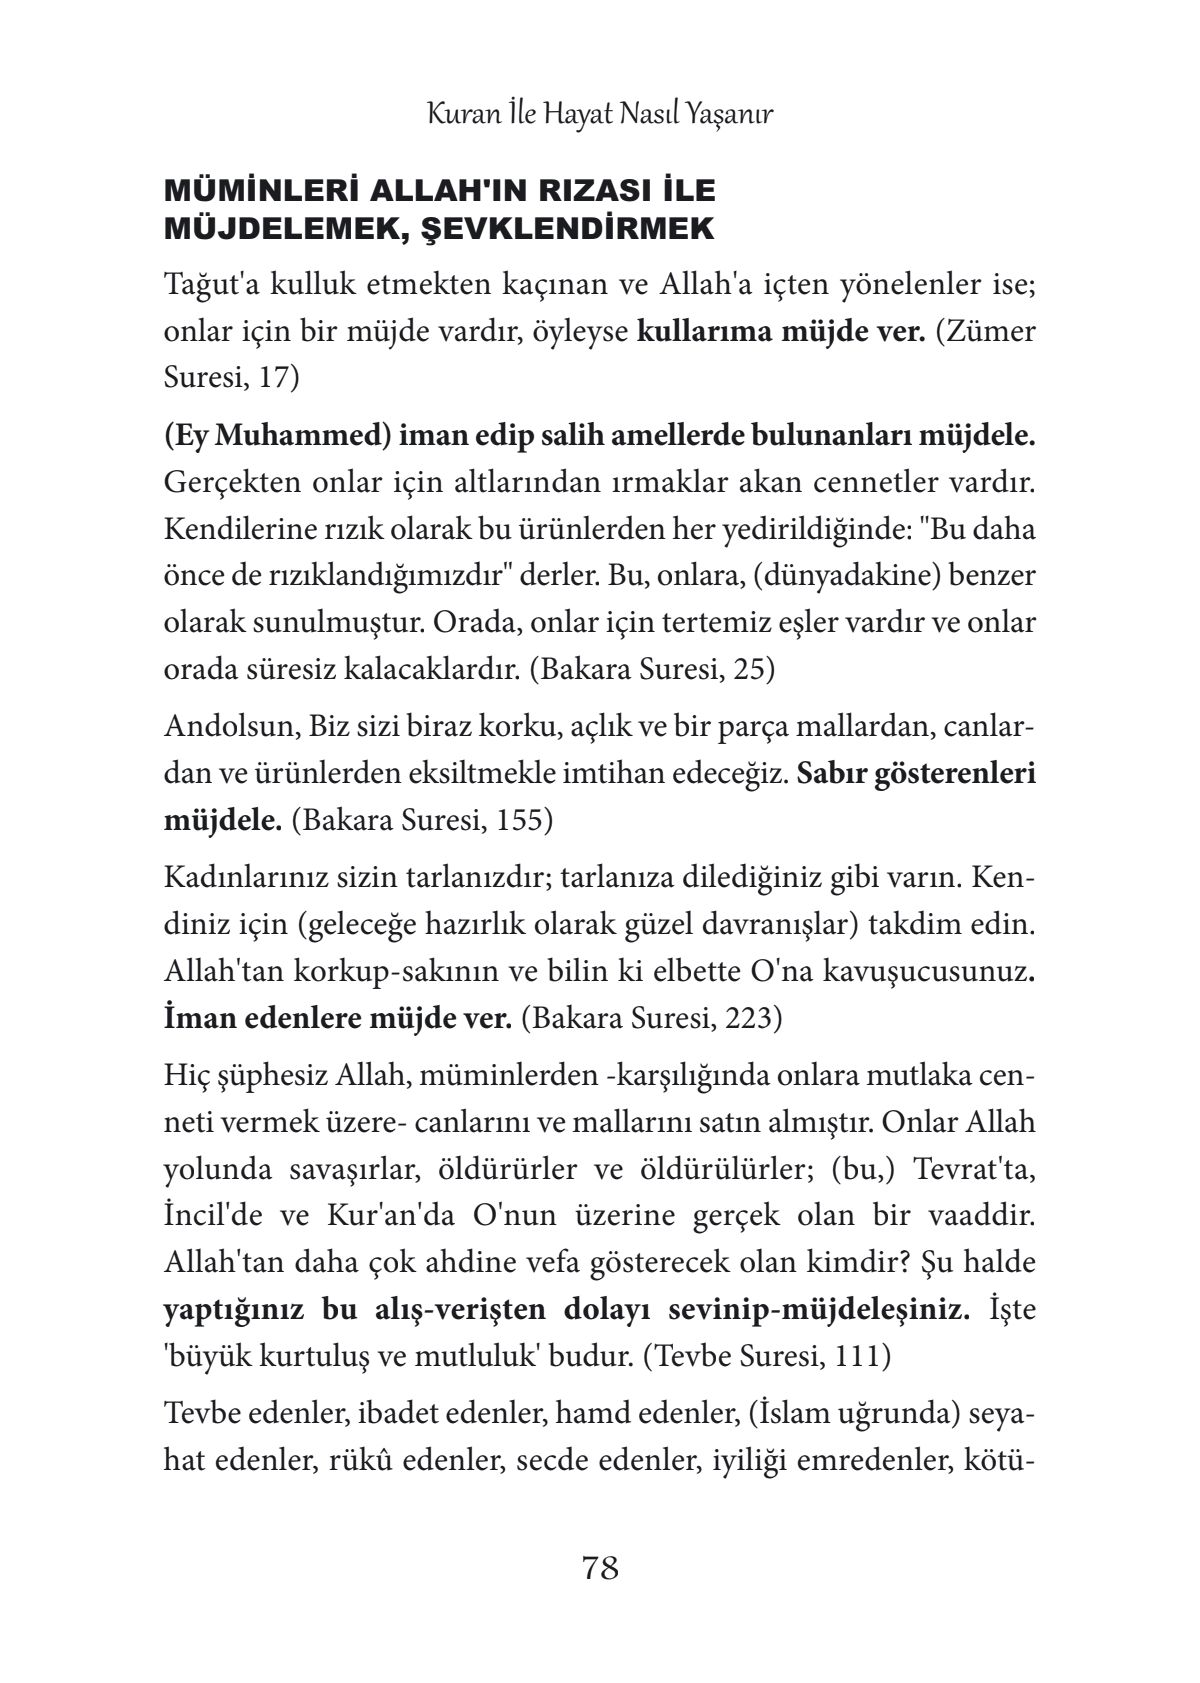 Kuran İle Hayat Nasıl Yaşanır
MÜMİNLERİ ALLAH'IN RIZASI İLE
MÜJDELEMEK, ŞEVKLENDİRMEK
Tağut'a kulluk etmekten kaçınan ve Allah'a içten yönelenler ise;
onlar için bir müjde vardır, öyleyse kullarıma müjde ver. (Zümer
Suresi, 17)
(Ey Muhammed) iman edip salih amellerde bulunanları müjdele.
Gerçekten onlar için altlarından ırmaklar akan cennetler vardır.
Kendilerine rızık olarak bu ürünlerden her yedirildiğinde: "Bu daha
önce de rızıklandığımızdır" derler. Bu, onlara, (dünyadakine) benzer
olarak sunulmuştur. Orada, onlar için tertemiz eşler vardır ve onlar
orada süresiz kalacaklardır. (Bakara Suresi, 25)
Andolsun, Biz sizi biraz korku, açlık ve bir parça mallardan, canlar-
dan ve ürünlerden eksiltmekle imtihan edeceğiz. Sabır gösterenleri
müjdele. (Bakara Suresi, 155)
Kadınlarınız sizin tarlanızdır; tarlanıza dilediğiniz gibi varın. Ken-
diniz için (geleceğe hazırlık olarak güzel davranışlar) takdim edin.
Allah'tan korkup-sakının ve bilin ki elbette O'na kavuşucusunuz.
İman edenlere müjde ver. (Bakara Suresi, 223)
Hiç şüphesiz Allah, müminlerden -karşılığında onlara mutlaka cen-
neti vermek üzere- canlarını ve mallarını satın almıştır. Onlar Allah
yolunda savaşırlar, öldürürler ve öldürülürler; (bu,) Tevrat'ta,
İncil'de ve Kur'an'da O'nun üzerine gerçek olan bir vaaddir.
Allah'tan daha çok ahdine vefa gösterecek olan kimdir? Şu halde
yaptığınız bu alış-verişten dolayı sevinip-müjdeleşiniz. İşte
'büyük kurtuluş ve mutluluk' budur. (Tevbe Suresi, 111)
Tevbe edenler, ibadet edenler, hamd edenler, (İslam uğrunda) seya-
hat edenler, rükû edenler, secde edenler, iyiliği emredenler, kötü-
78